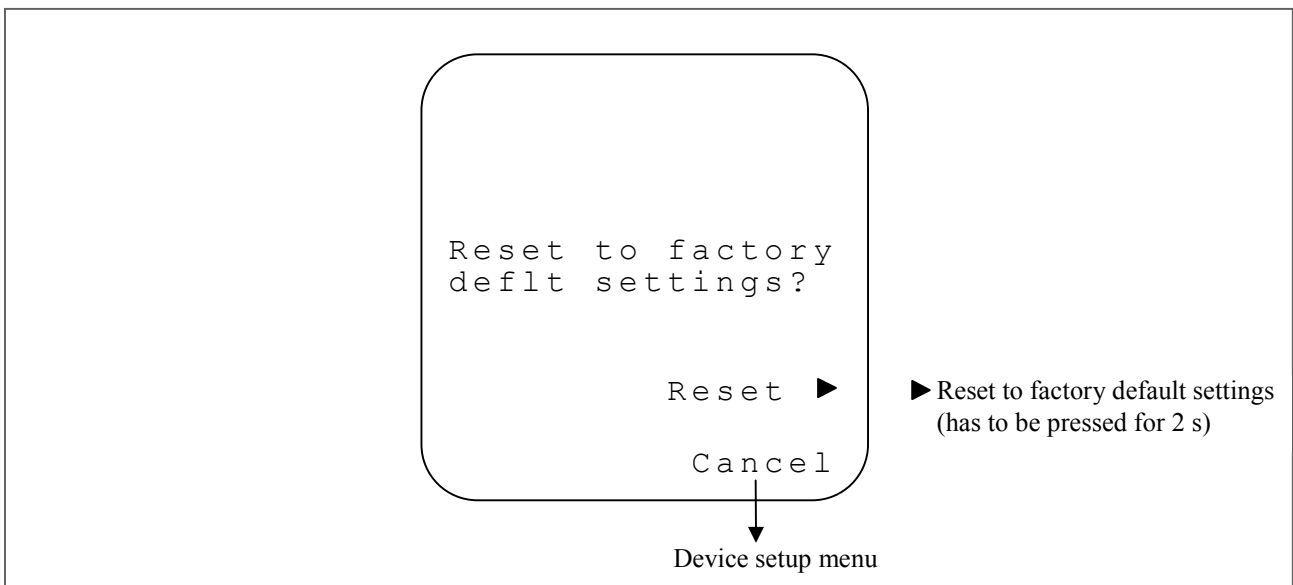 Reset to factory
deflt settings?
Reset ▶
▶ Reset to factory default settings
(has to be pressed for 2 s)
Cancel
Device setup menu